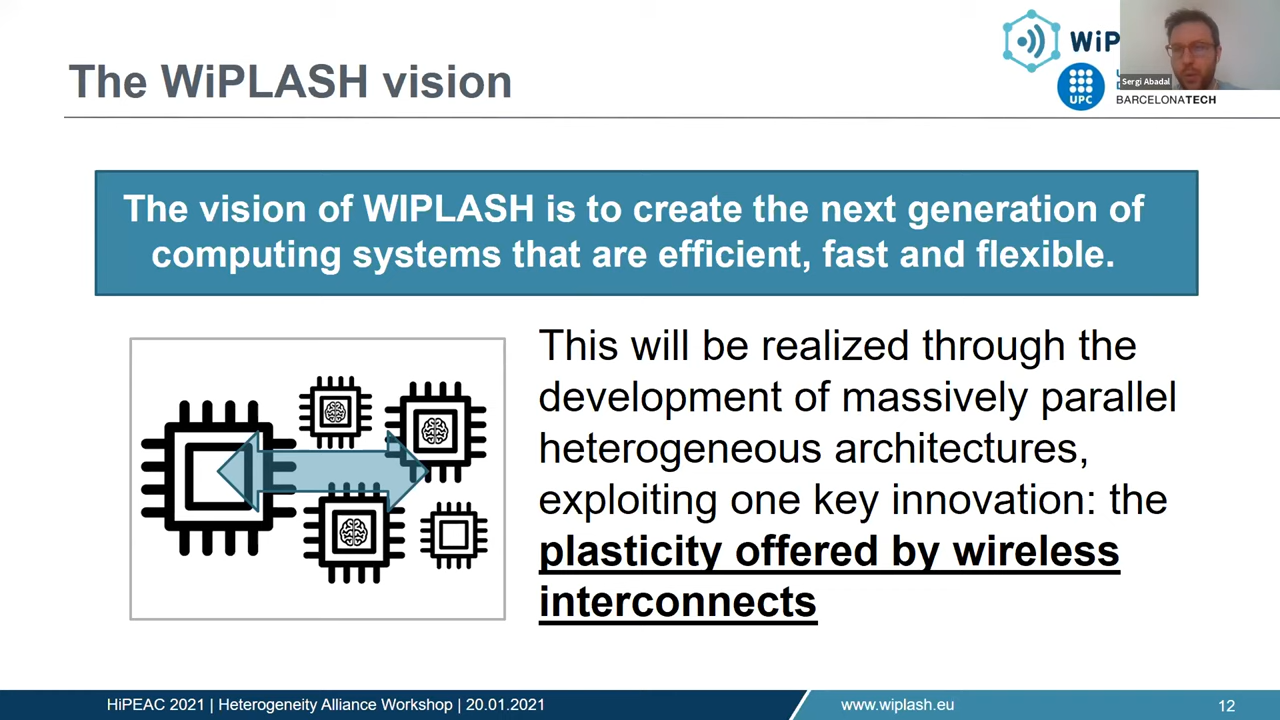 The WiPLASH vision
WiP
Sergi Abadal
UPC
BARCELONATECH
The vision of WIPLASH is to create the next generation of
computing systems that are efficient, fast and flexible.
This will be realized through the
development of massively parallel
heterogeneous architectures,
exploiting one key innovation: the
plasticity offered by wireless
interconnects
HiPEAC 2021 | Heterogeneity Alliance Workshop | 20.01.2021
www.wiplash.eu
12